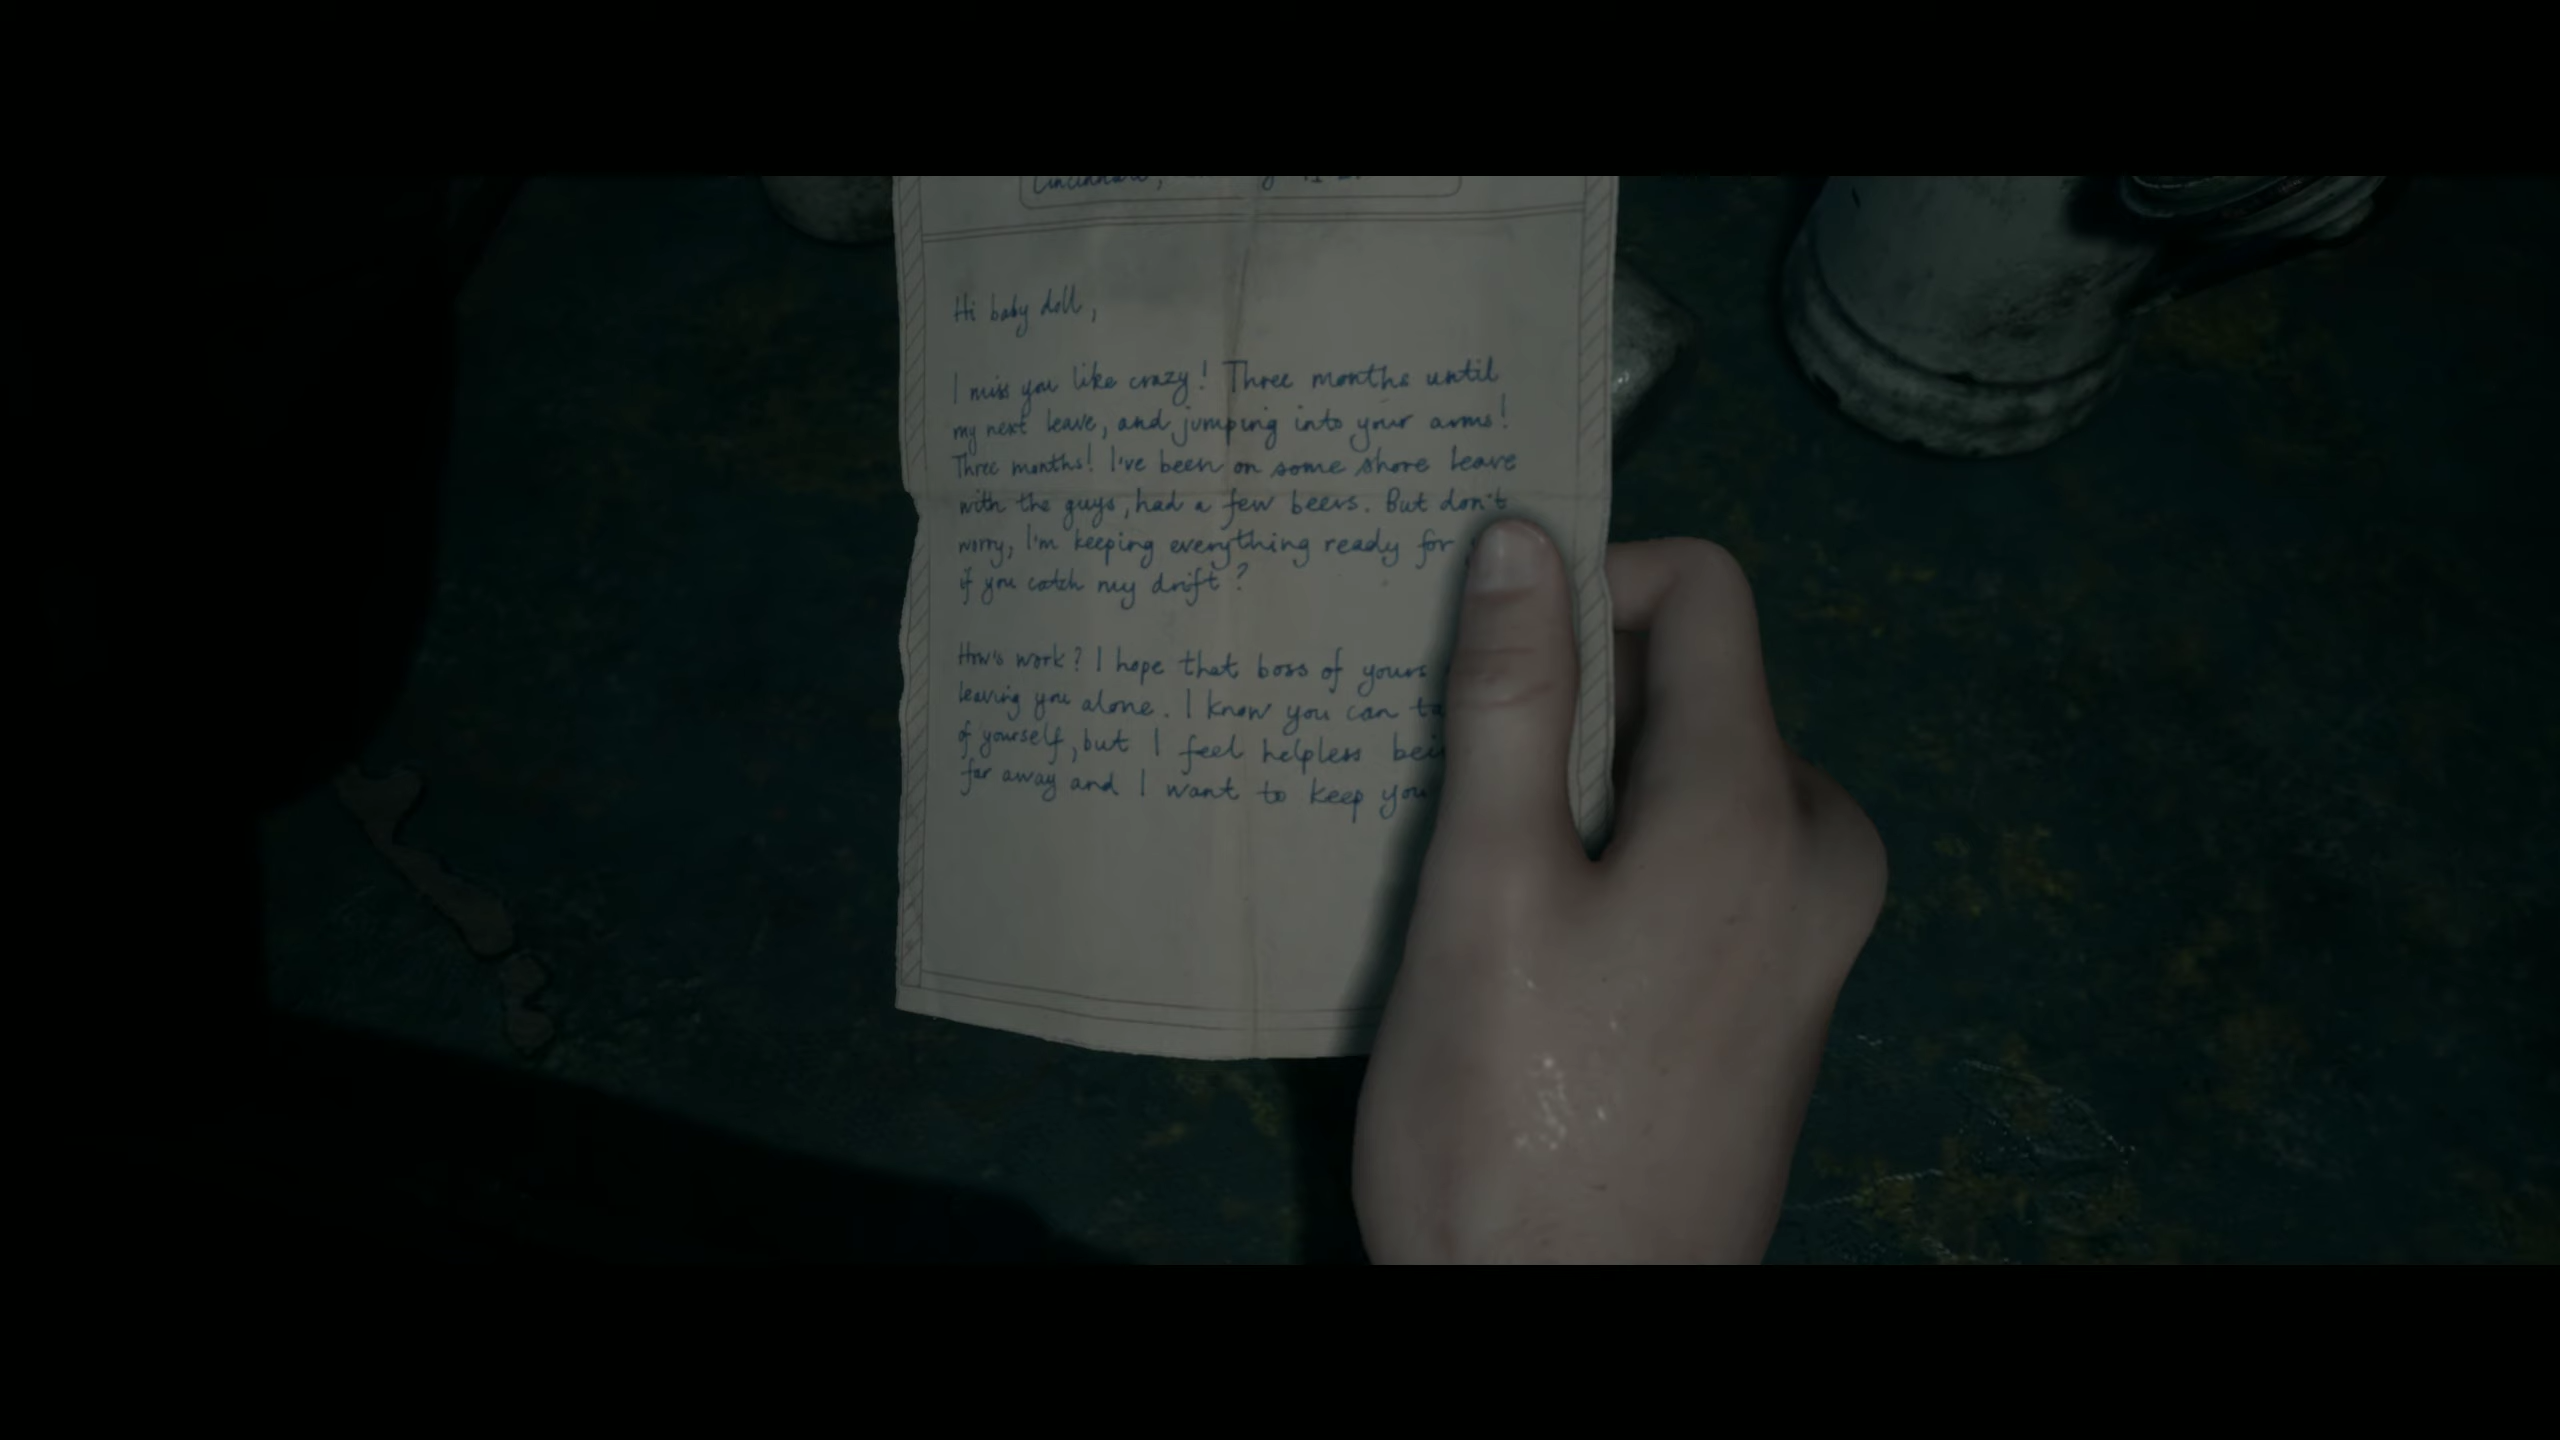 Hi baby doll,
I miss you like crazy! Three months until
my next leave, and jumping into your arms!
Three months! I've been on some shore leave
with the guys, had a few beers. But don't
worry, I'm keeping everything ready for
if you catch my drift?
How's work? I hope that boss of yours
leaving you alone. I know you can
of yourself, but I feel helpless
far away and I want to keep you